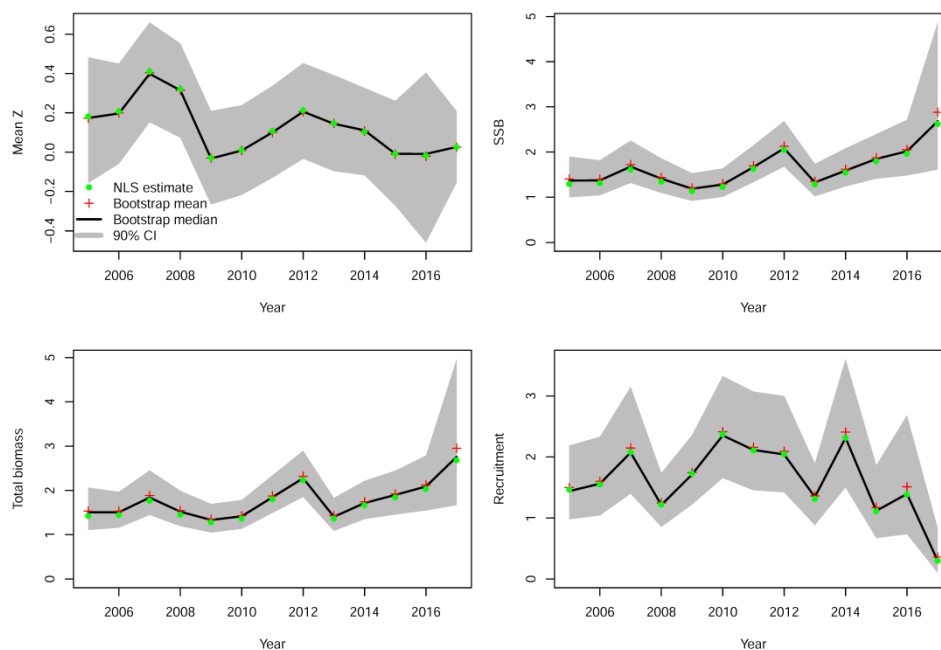 Mean Z
0.6
0.4
0.2
0.0
−0.2
−0.4
NLS estimate
Bootstrap mean
Bootstrap median
90% CI
2006 2008 2010 2012 2014 2016
Year
SSB
5
4
3
2
1
0
2006 2008 2010 2012 2014 2016
Year
Total biomass
5
4
3
2
1
0
2006 2008 2010 2012 2014 2016
Year
Recruitment
3
2
1
0
2006 2008 2010 2012 2014 2016
Year